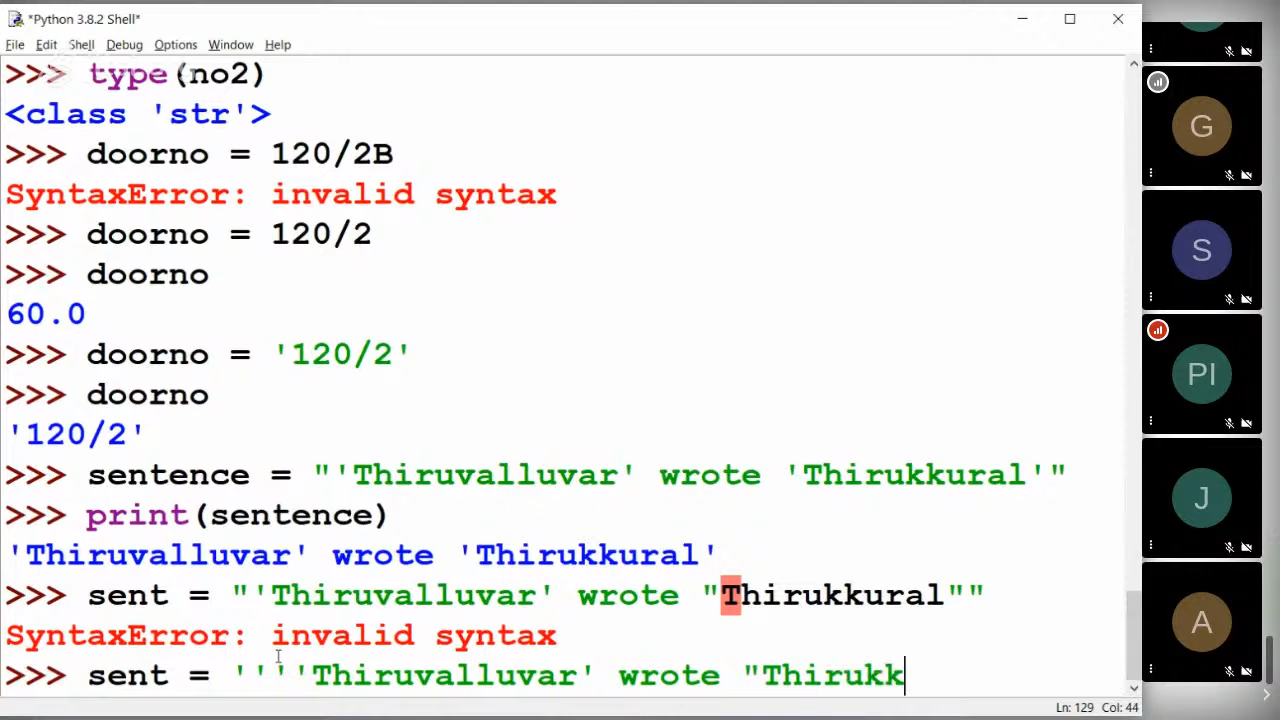 *Python 3.8.2 Shell*
File Edit Shell Debug Options Window Help
>>> type(no2)
<class 'str'>
>>> doorno = 120/2B
SyntaxError: invalid syntax
>>> doorno = 120/2
>>> doorno
60.0
>>> doorno = '120/2'
>>> doorno
'120/2'
>>> sentence = "'Thiruvalluvar' wrote 'Thirukkural'"
>>> print(sentence)
'Thiruvalluvar' wrote 'Thirukkural'
>>> sent = "'Thiruvalluvar' wrote "Thirukkural""
SyntaxError: invalid syntax
>>> sent = ''''Thiruvalluvar' wrote "Thirukk
Ln: 129 Col: 44
G
S
PI
J
A